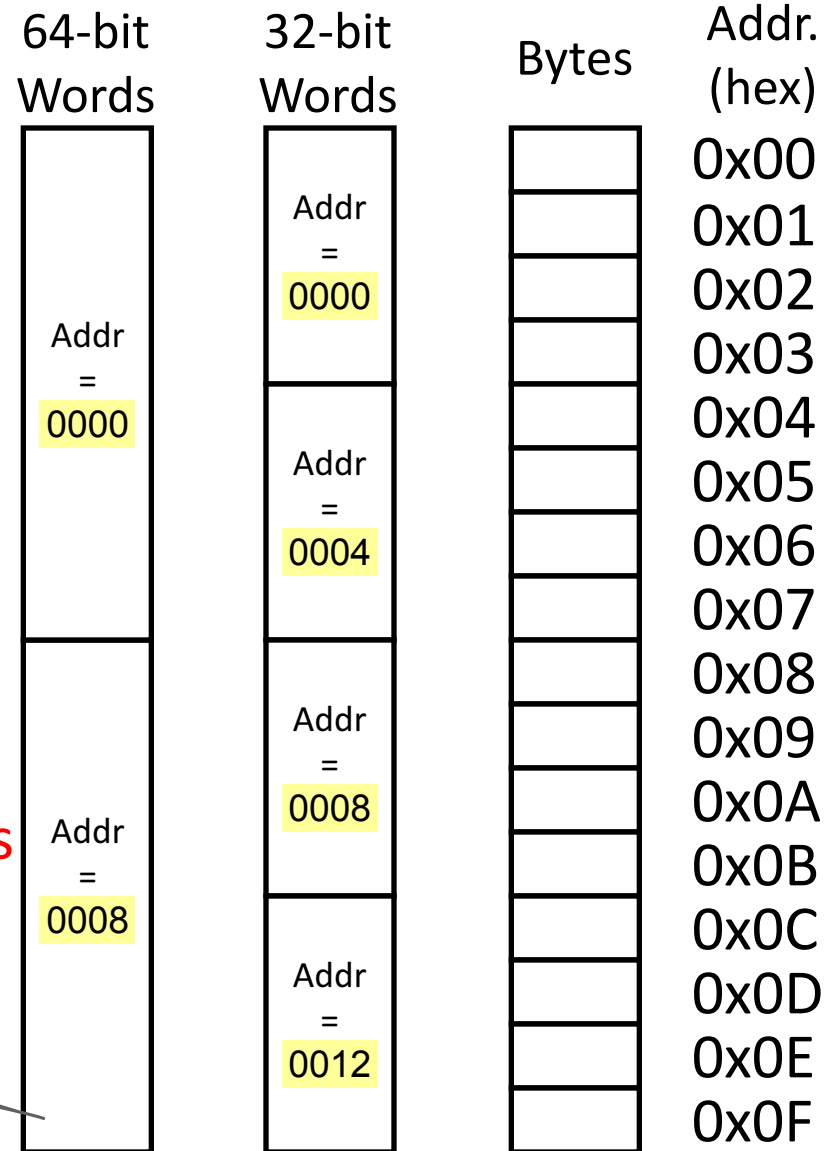 64-bit
Words
32-bit
Words
Bytes
Addr.
(hex)
Addr
=
0000
Addr
=
0008
Addr
=
0000
Addr
=
0004
Addr
=
0008
Addr
=
0012
0x00
0x01
0x02
0x03
0x04
0x05
0x06
0x07
0x08
0x09
0x0A
0x0B
0x0C
0x0D
0x0E
0x0F
s